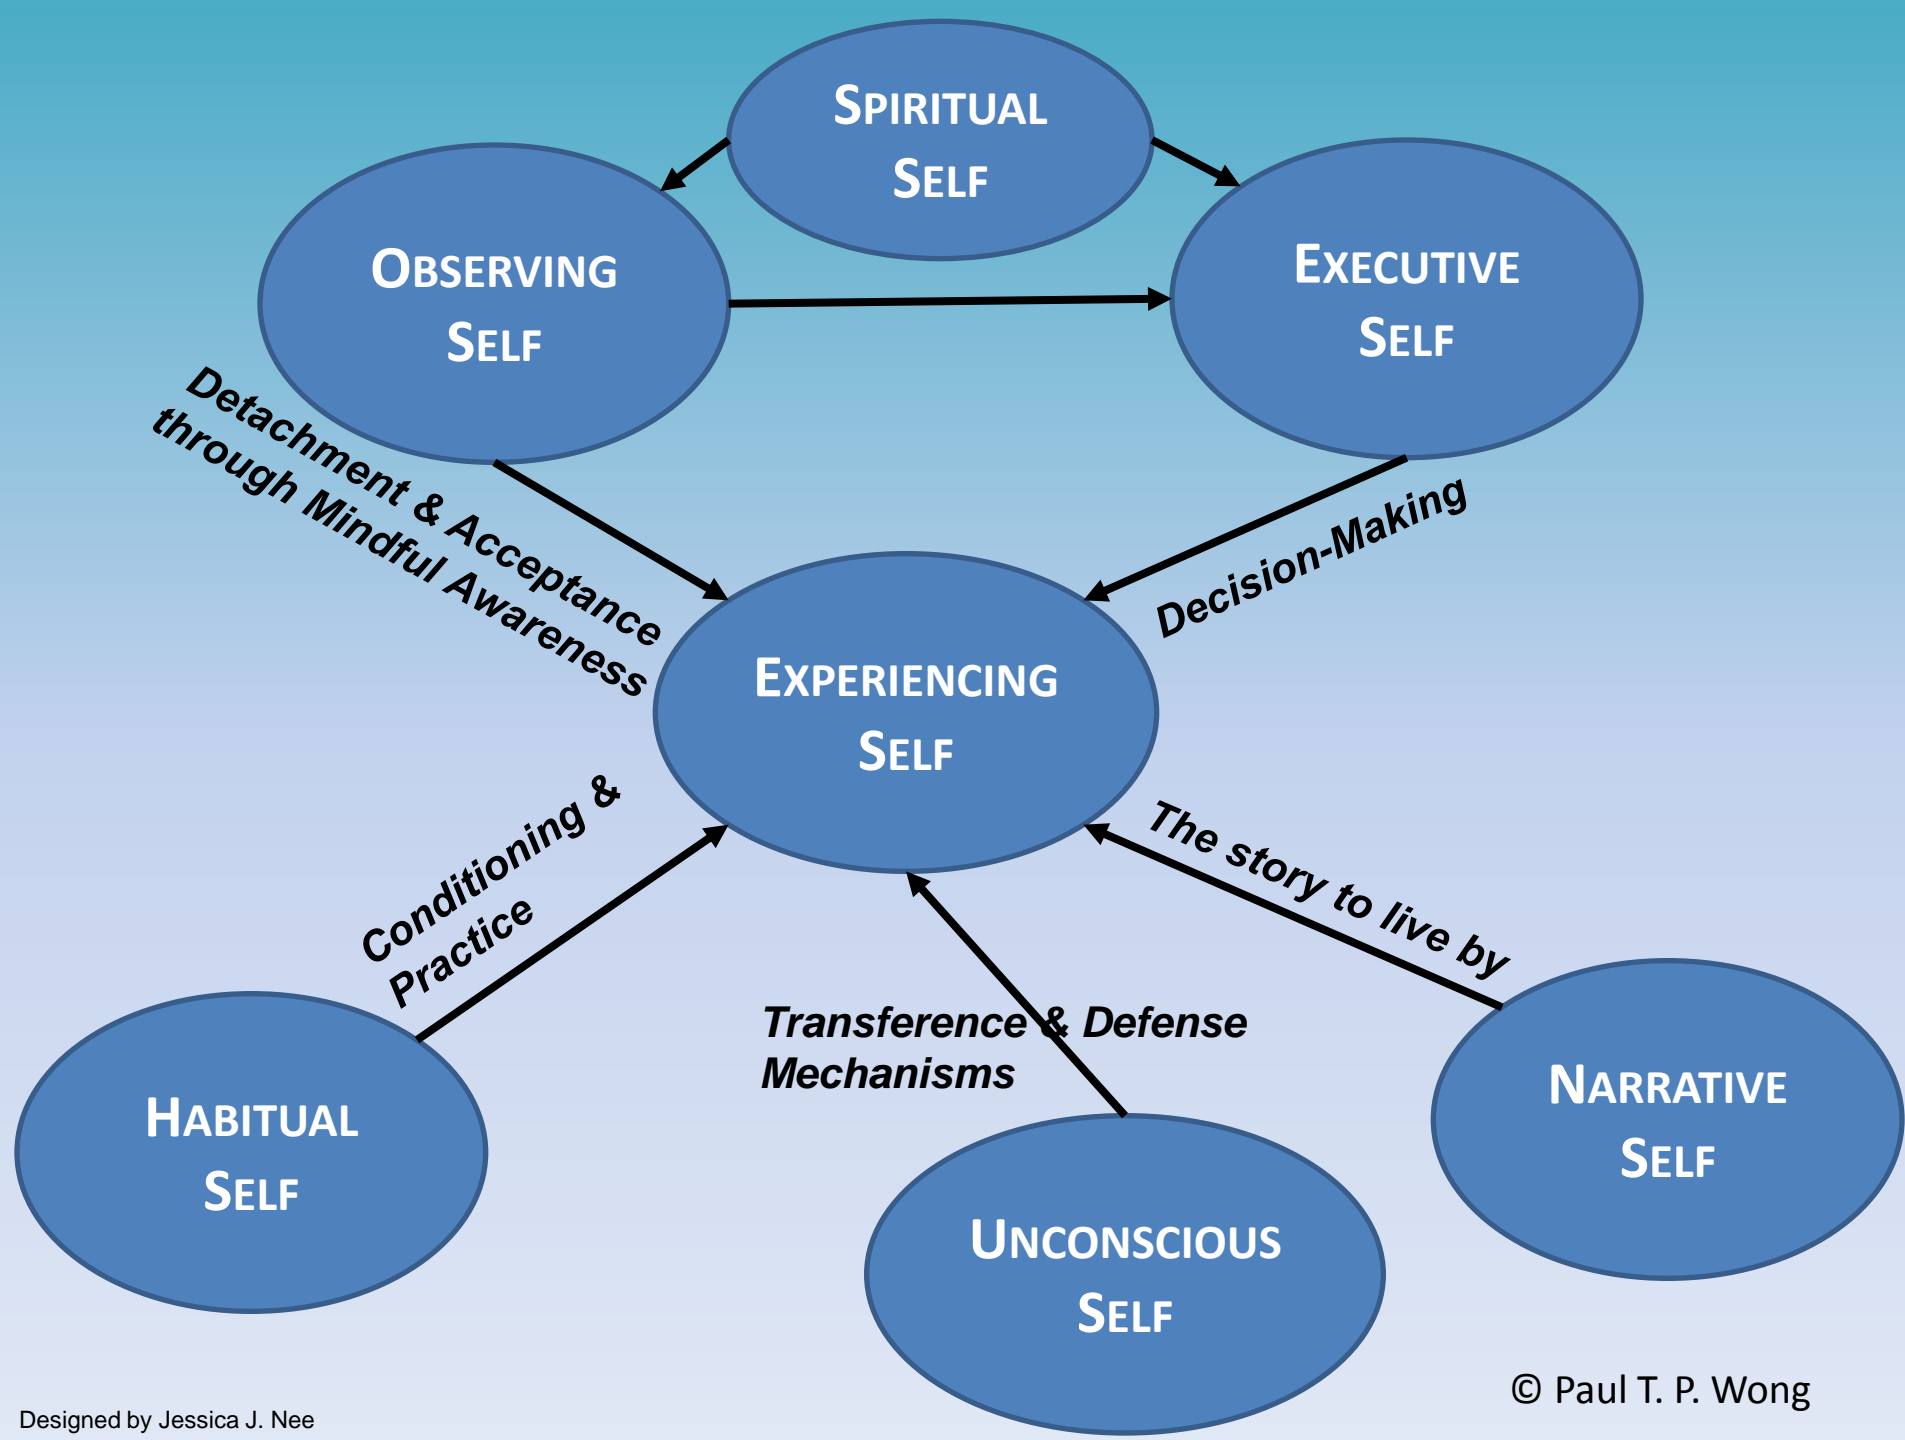 SPIRITUAL
SELF
OBSERVING
SELF
EXECUTIVE
SELF
Detachment & Acceptance
through Mindful Awareness
Decision-Making
EXPERIENCING
SELF
Conditioning &
Practice
The story to live by
Transference & Defense
Mechanisms
HABITUAL
SELF
UNCONSCIOUS
SELF
NARRATIVE
SELF
© Paul T. P. Wong
Designed by Jessica J. Nee